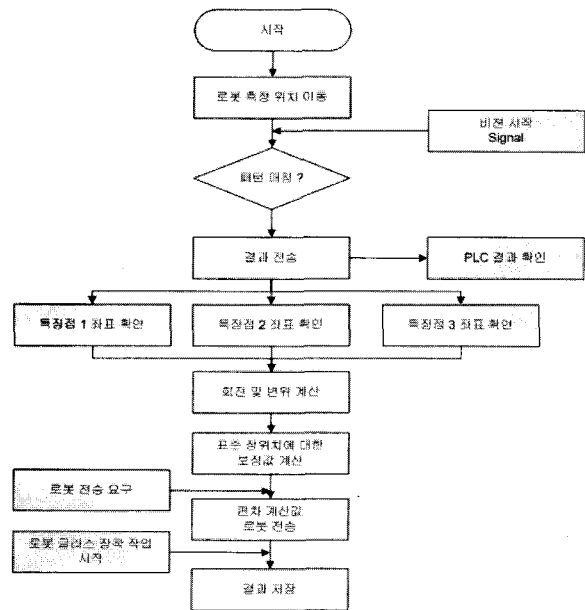 시작
로봇 측정 위치 이동
비젼 시작
Signal
패턴 매칭 ?
결과 전송
PLC 결과 확인
특징점 1 좌표 확인
특징점 2 좌표 확인
특징점 3 좌표 확인
회전 및 변위 계산
표준 장위치에 대한
보정값 계산
로봇 전송 요구
편차 계산값
로봇 전송
로봇 글라스 장착 작업
시작
결과 저장